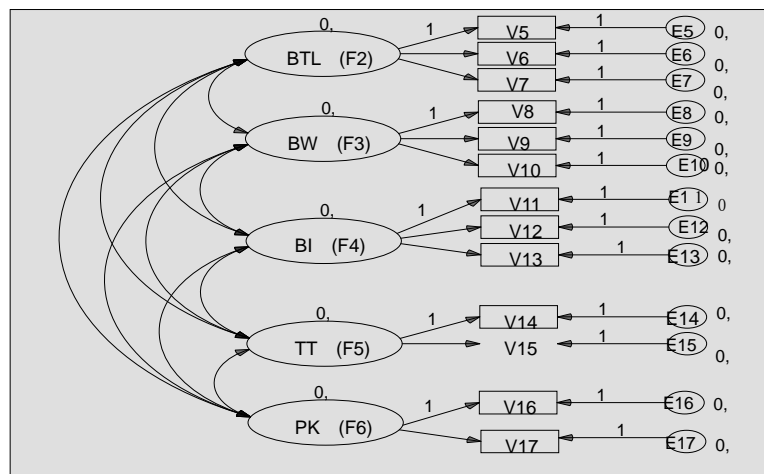 0, 1 V5 1 E5 0,
BTL (F2) V6 1 E6 0,
V7 1 E7 0,
0, 1 V8 1 E8 0,
BW (F3) V9 1 E9 0,
V10 1 E10 0,
0, 1 V11 1 E11 0
BI (F4) V12 1 E12 0,
V13 1 E13 0,
0, 1 V14 1 E14 0,
TT (F5) V15 1 E15 0,
0, 1 V16 1 E16 0,
PK (F6) V17 1 E17 0,